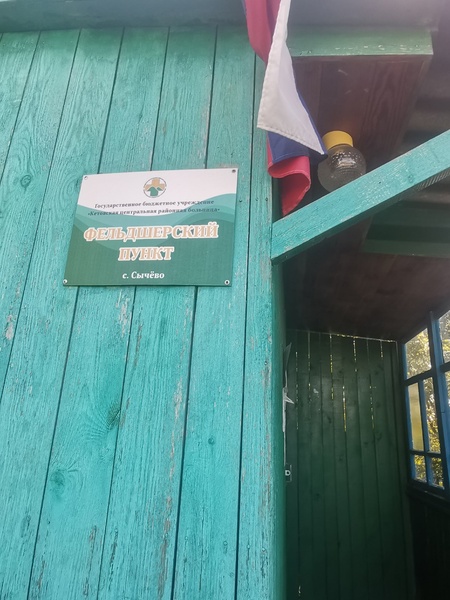 Государственное бюджетное учреждение
«Кетовская центральная районная больница»
ФЕЛЬДШЕРСКИЙ
ПУНКТ
с. Сычёво